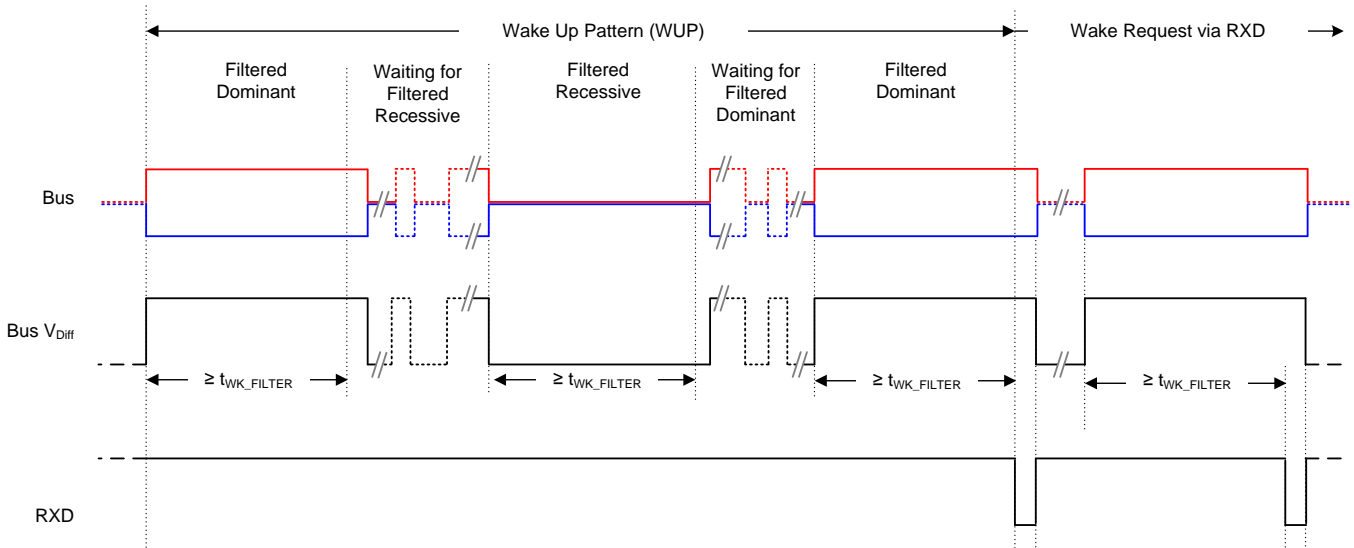 Wake Up Pattern (WUP)
Wake Request via RXD
Filtered
Dominant
Waiting for
Filtered
Recessive
Filtered
Recessive
Waiting for
Filtered
Dominant
Filtered
Dominant
Bus
Bus VDiff
≥ tWK_FILTER
≥ tWK_FILTER
≥ tWK_FILTER
≥ tWK_FILTER
RXD